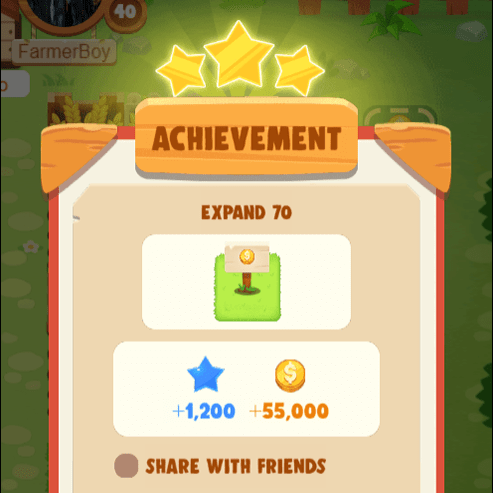 40
FarmerBoy
ACHIEVEMENT
EXPAND 70
+1,200 +55,000
SHARE WITH FRIENDS